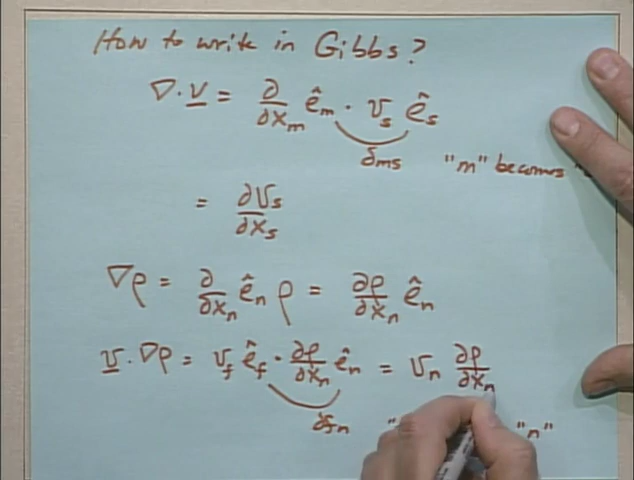 How to write in Gibbs?
∇·v = ∂/∂x_m ê_m · v_s ê_s
δ_ms "m" becomes
= ∂v_s/∂x_s
∇ρ = ∂/∂x_n ê_n ρ = ∂ρ/∂x_n ê_n
v·∇ρ = v_f ê_f · ∂ρ/∂x_n ê_n = v_n ∂ρ/∂x_n
δ_fn " "n"